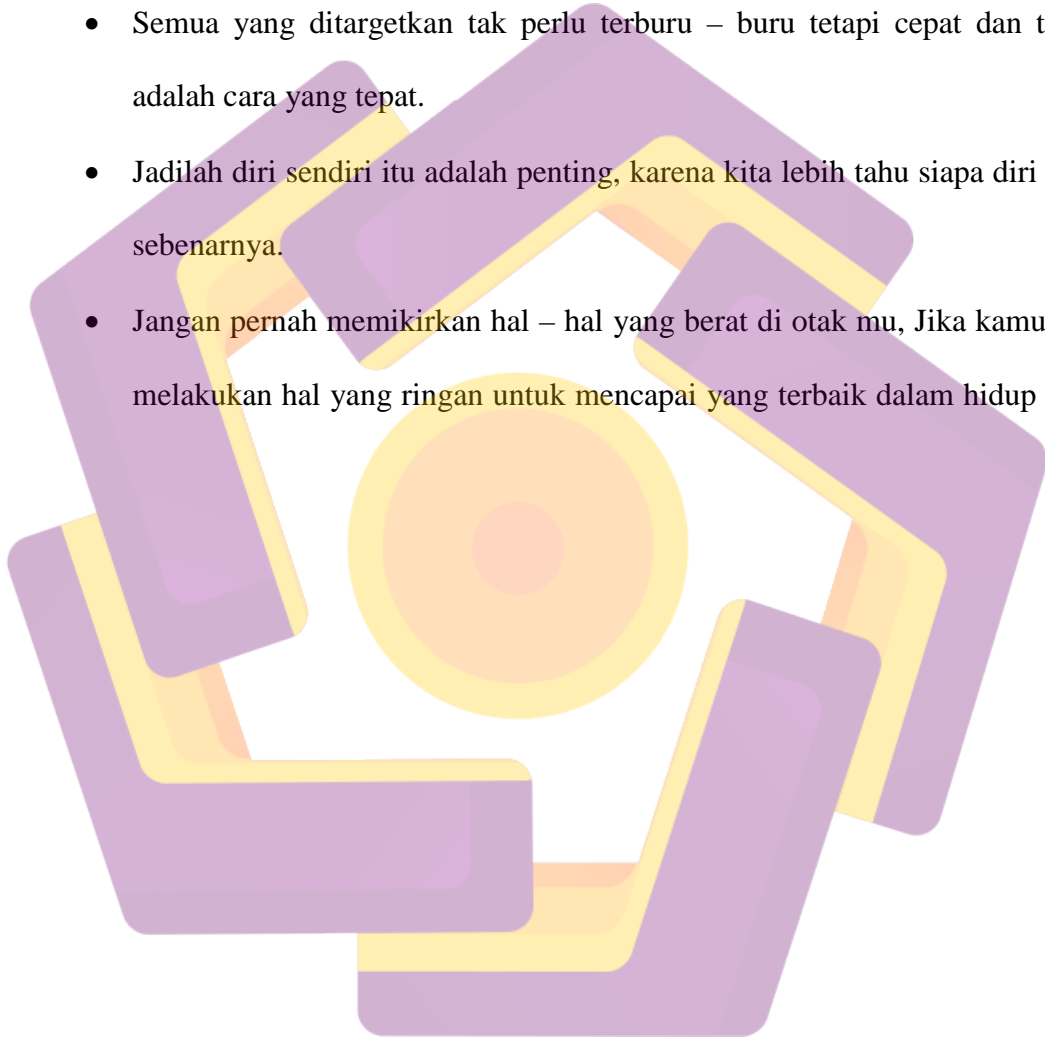 • Semua yang ditargetkan tak perlu terburu – buru tetapi cepat dan
adalah cara yang tepat.
• Jadilah diri sendiri itu adalah penting, karena kita lebih tahu siapa diri
sebenarnya.
• Jangan pernah memikirkan hal – hal yang berat di otak mu, Jika kamu
melakukan hal yang ringan untuk mencapai yang terbaik dalam hidup